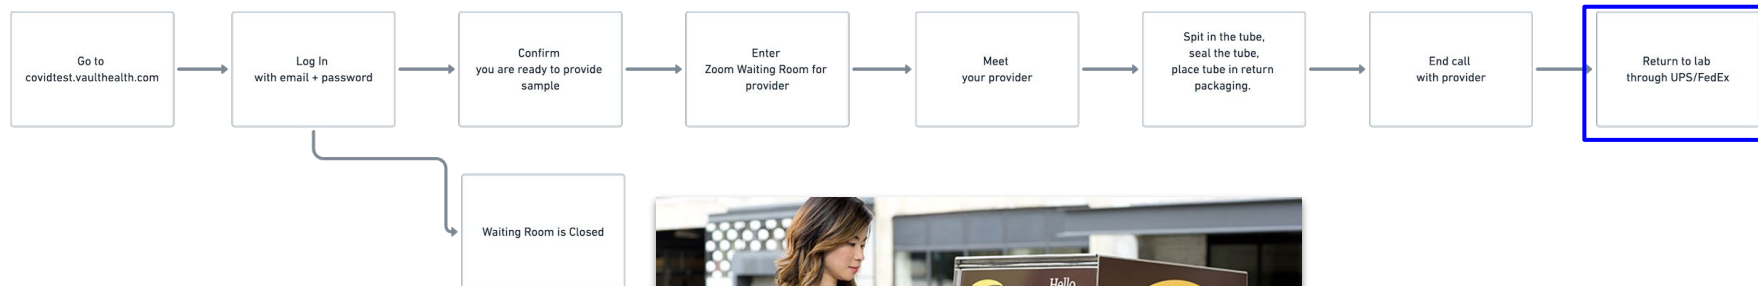 Go to
covidtest.vaulthealth.com
Log In
with email + password
Confirm
you are ready to provide
sample
Enter
Zoom Waiting Room for
provider
Meet
your provider
Spit in the tube,
seal the tube,
place tube in return
packaging.
End call
with provider
Return to lab
through UPS/FedEx
Waiting Room is Closed
Hello